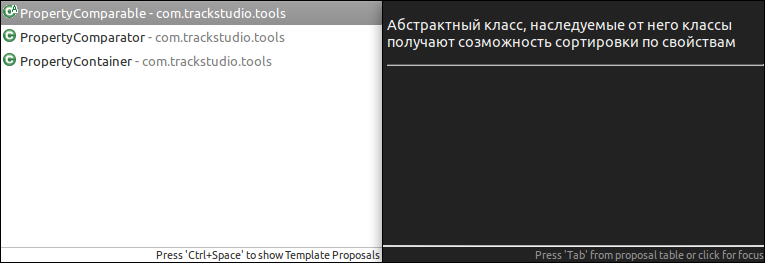 PropertyComparable - com.trackstudio.tools
PropertyComparator - com.trackstudio.tools
PropertyContainer - com.trackstudio.tools
Press 'Ctrl+Space' to show Template Proposals
Абстрактный класс, наследуемые от него классы
получают созможность сортировки по свойствам
Press 'Tab' from proposal table or click for focus